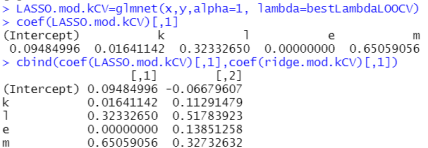 > LASSO.mod.kCV=glmnet(x,y,alpha=1, lambda=bestLambdaLOOCV)
> coef(LASSO.mod.kCV)[,1]
(Intercept) k l e m
0.09484996 0.01641142 0.32332650 0.00000000 0.65059056
> cbind(coef(LASSO.mod.kCV)[,1],coef(ridge.mod.kCV)[,1])
[,1] [,2]
(Intercept) 0.09484996 -0.06679607
k 0.01641142 0.11291479
l 0.32332650 0.51783923
e 0.00000000 0.13851258
m 0.65059056 0.32732632